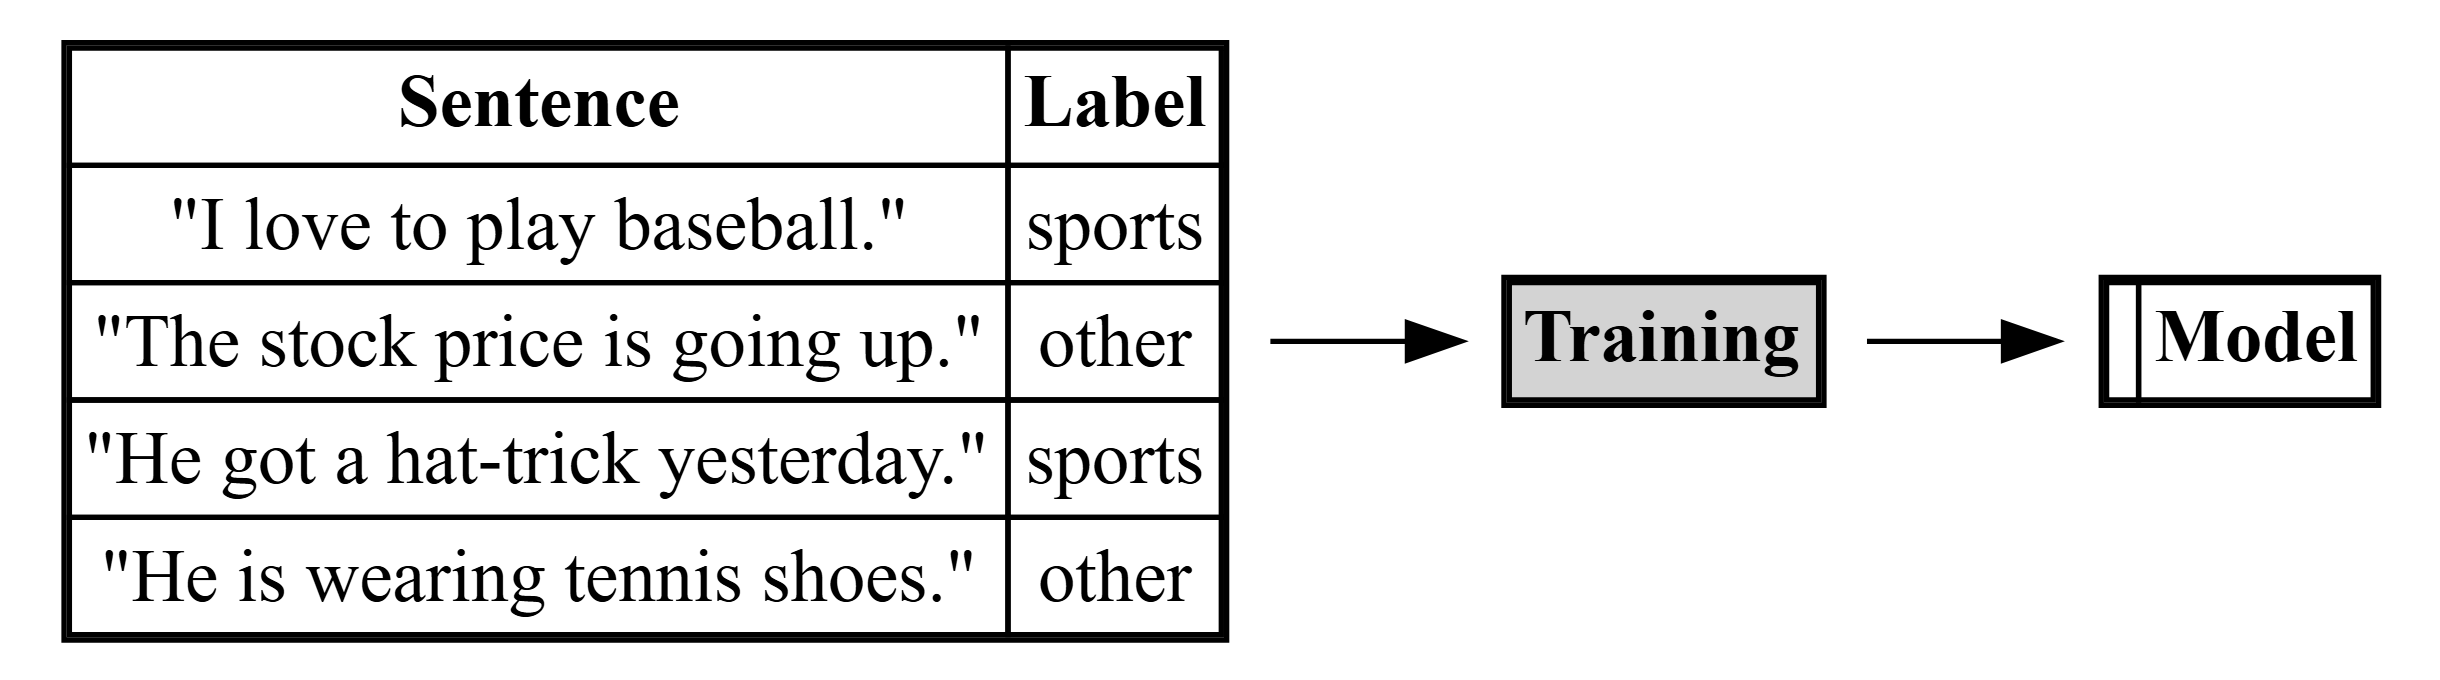 Sentence Label
"I love to play baseball." sports
"The stock price is going up." other
"He got a hat-trick yesterday." sports
"He is wearing tennis shoes." other
Training
Model